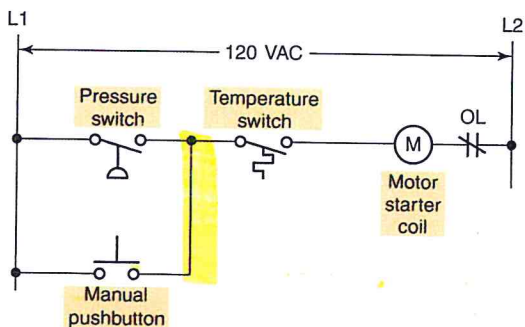 L1
L2
120 VAC
Pressure
switch
Temperature
switch
OL
M
Motor
starter
coil
Manual
pushbutton